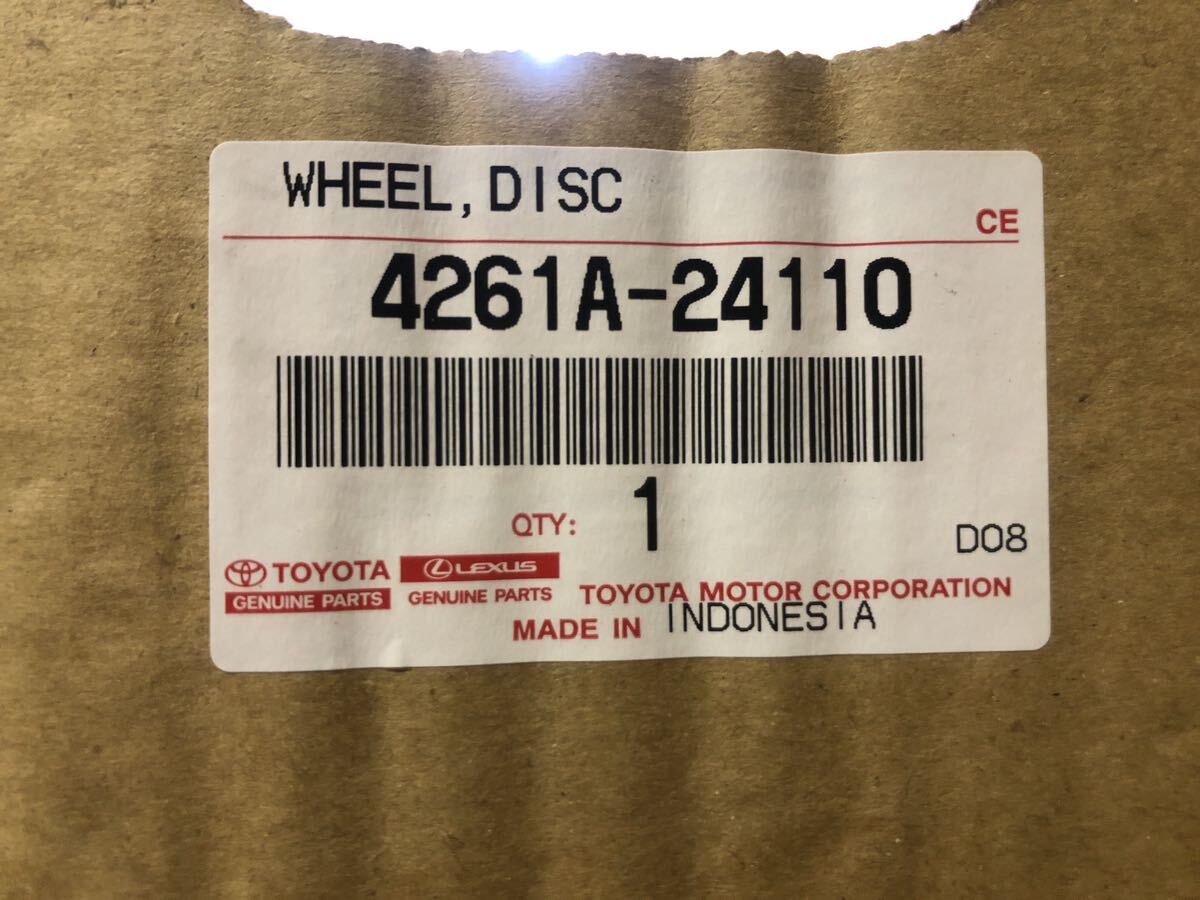 WHEEL, DISC
CE
4261A-24110
QTY: 1
D08
TOYOTA
GENUINE PARTS
LEXUS
GENUINE PARTS
TOYOTA MOTOR CORPORATION
MADE IN INDONESIA